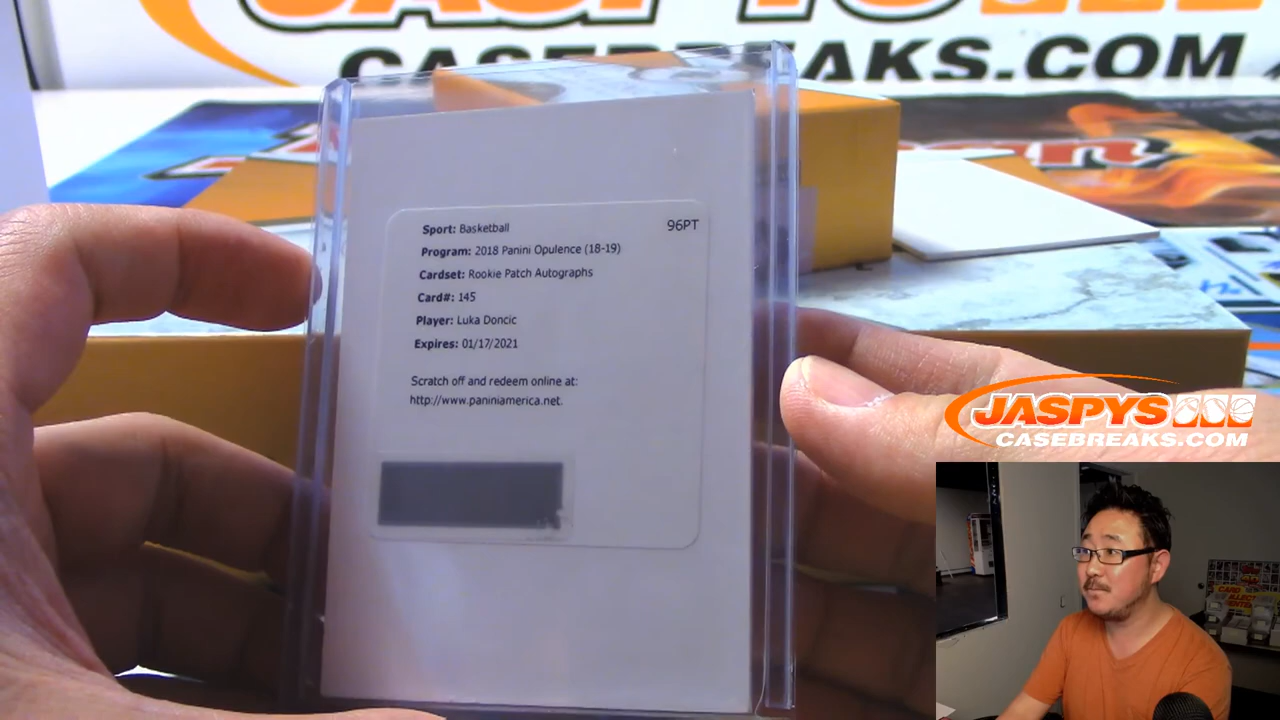 CASEBREAKS.COM
Sport: Basketball
96PT
Program: 2018 Panini Opulence (18-19)
Cardset: Rookie Patch Autographs
Card#: 145
Player: Luka Doncic
Expires: 01/17/2021
Scratch off and redeem online at:
http://www.paniniamerica.net.
JASPYS
CASEBREAKS.COM